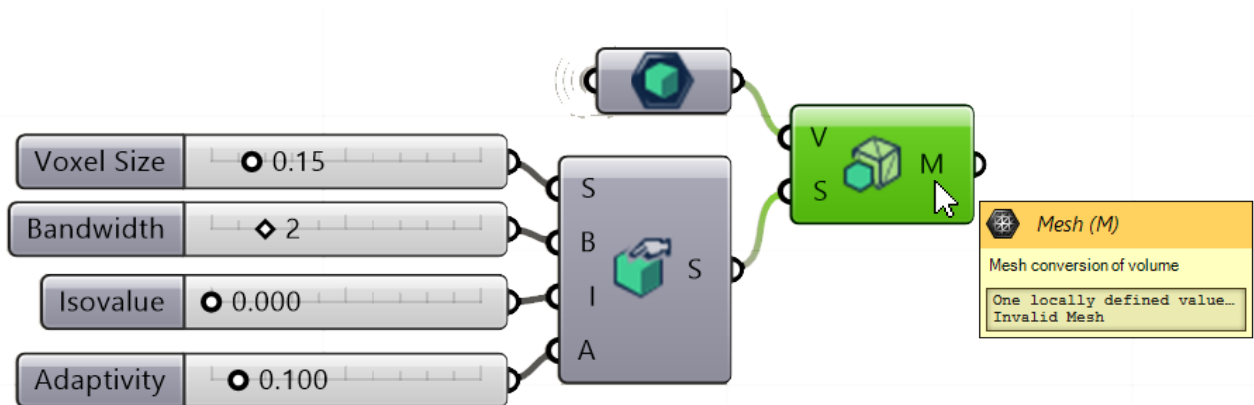 Voxel Size
0.15
Bandwidth
2
Isovalue
0.000
Adaptivity
0.100
S
B
I
A
S
V
S
M
Mesh (M)
Mesh conversion of volume
One locally defined value…
Invalid Mesh